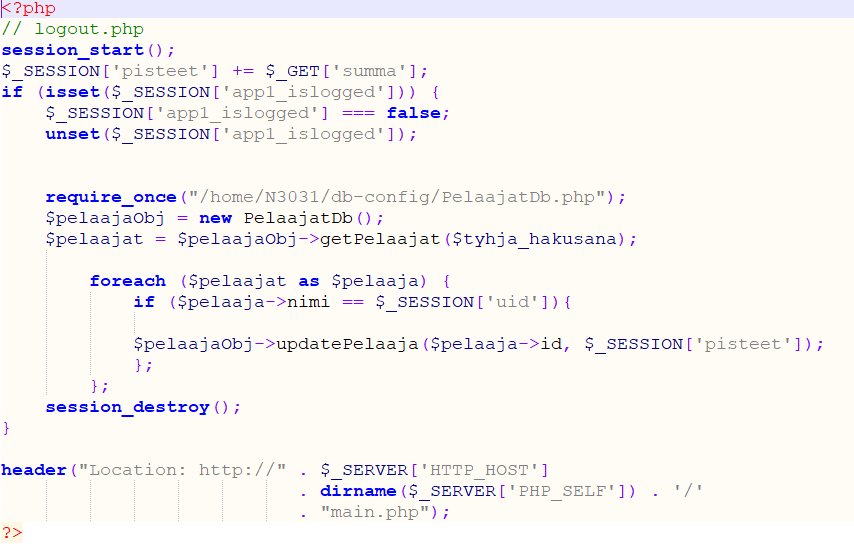 <?php
// logout.php
session_start();
$_SESSION['pisteet'] += $_GET['summa'];
if (isset($_SESSION['app1_islogged'])) {
    $_SESSION['app1_islogged'] === false;
    unset($_SESSION['app1_islogged']);
    require_once("/home/N3031/db-config/PelaajatDb.php");
    $pelaajaObj = new PelaajatDb();
    $pelaajat = $pelaajaObj->getPelaajat($tyhja_hakusana);
        foreach ($pelaajat as $pelaaja) {
            if ($pelaaja->nimi == $_SESSION['uid']){
            $pelaajaObj->updatePelaaja($pelaaja->id, $_SESSION['pisteet']);
            };
        };
    session_destroy();
}
header("Location: http://" . $_SERVER['HTTP_HOST']
                           . dirname($_SERVER['PHP_SELF']) . '/'
                           . "main.php");
?>